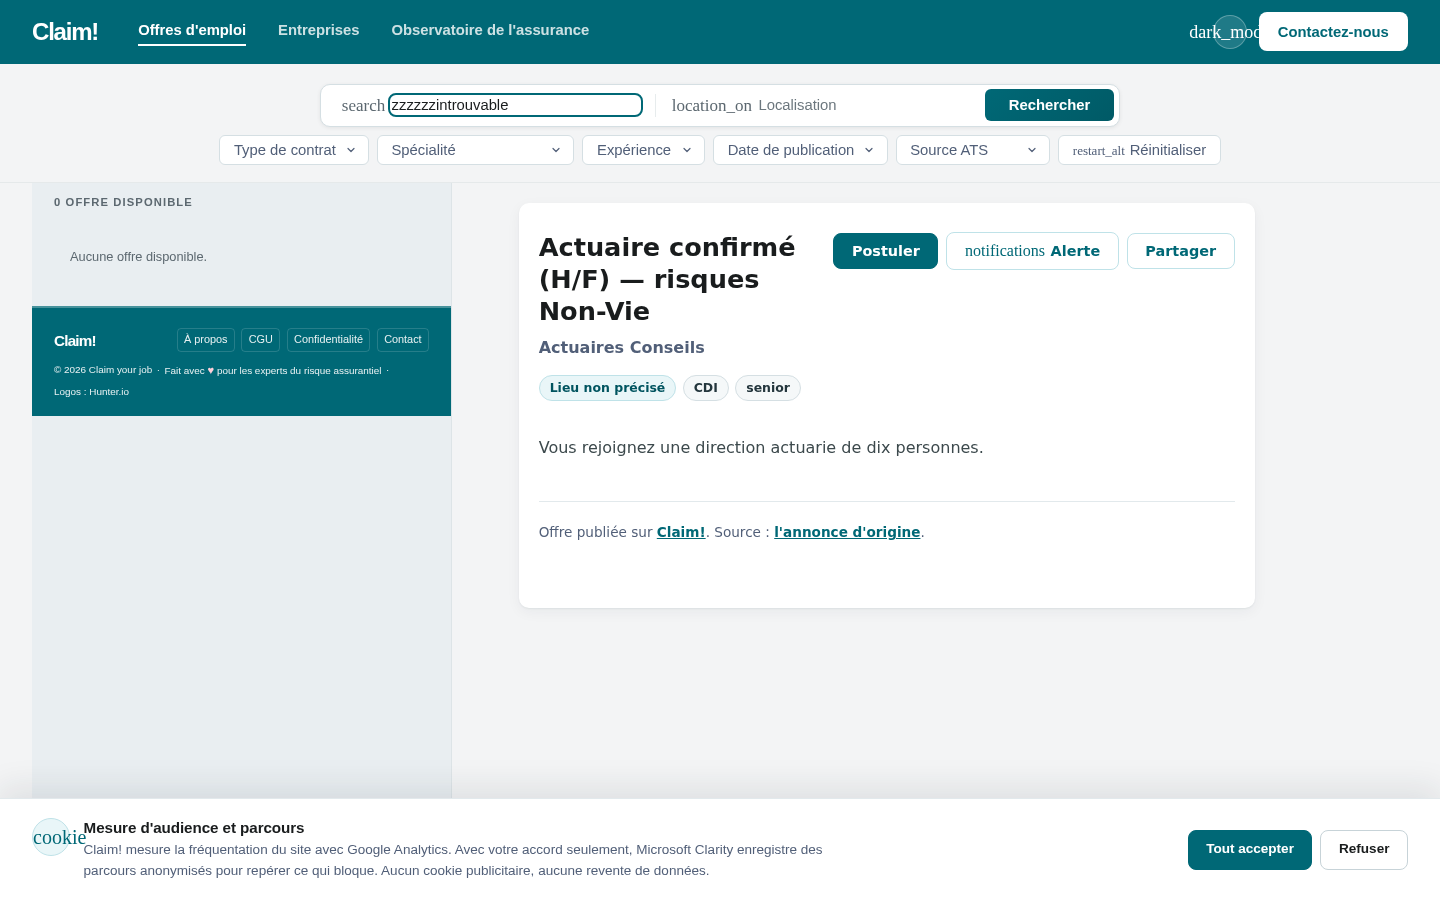 Claim!
Offres d'emploi
Entreprises
Observatoire de l'assurance
dark_mod
Contactez-nous
search
zzzzzzintrouvable
location_on
Localisation
Rechercher
Type de contrat
Spécialité
Expérience
Date de publication
Source ATS
restart_alt Réinitialiser
0 OFFRE DISPONIBLE
Aucune offre disponible.
Claim!
À propos
CGU
Confidentialité
Contact
© 2026 Claim your job · Fait avec ♥ pour les experts du risque assurantiel ·
Logos : Hunter.io
Actuaire confirmé
(H/F) — risques
Non-Vie
Postuler
notifications Alerte
Partager
Actuaires Conseils
Lieu non précisé
CDI
senior
Vous rejoignez une direction actuarie de dix personnes.
Offre publiée sur Claim!. Source : l'annonce d'origine.
cookie
Mesure d'audience et parcours
Claim! mesure la fréquentation du site avec Google Analytics. Avec votre accord seulement, Microsoft Clarity enregistre des
parcours anonymisés pour repérer ce qui bloque. Aucun cookie publicitaire, aucune revente de données.
Tout accepter
Refuser